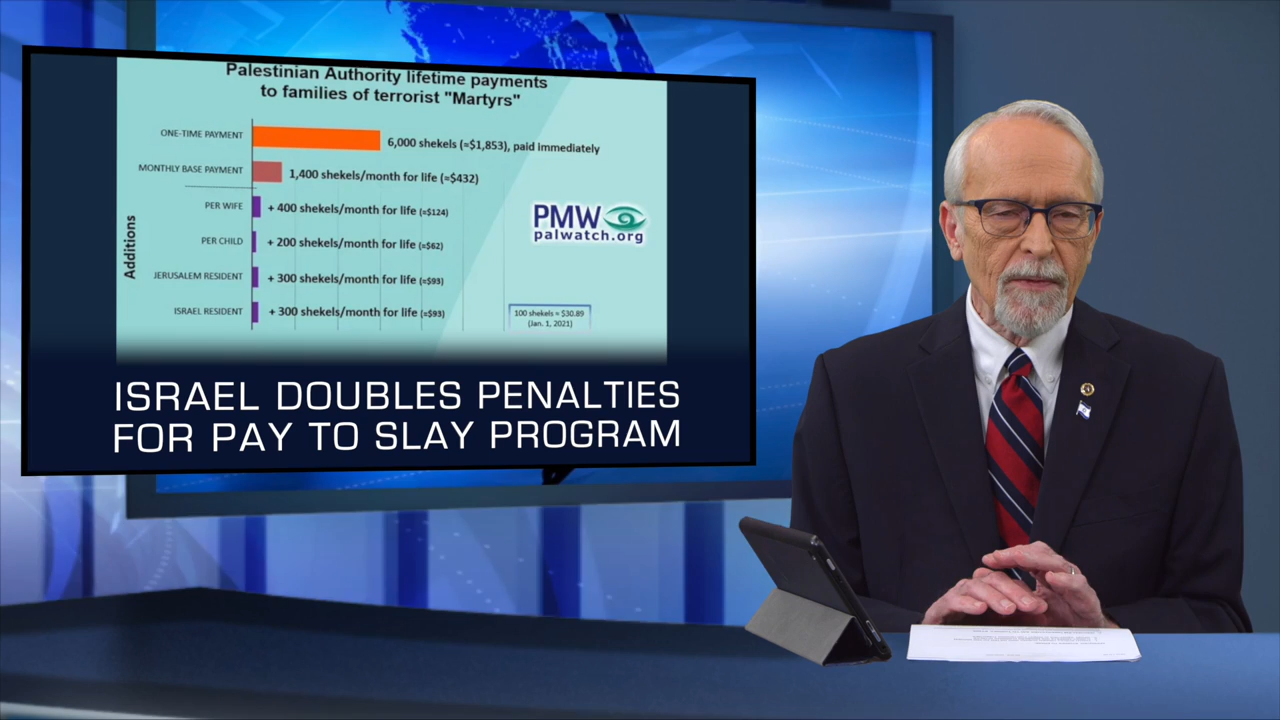 Palestinian Authority lifetime payments
to families of terrorist "Martyrs"
ONE-TIME PAYMENT
6,000 shekels (≈$1,853), paid immediately
MONTHLY BASE PAYMENT
1,400 shekels/month for life (≈$432)
Additions
PER WIFE
+ 400 shekels/month for life (≈$124)
PER CHILD
+ 200 shekels/month for life (≈$62)
JERUSALEM RESIDENT
+ 300 shekels/month for life (≈$93)
ISRAEL RESIDENT
+ 300 shekels/month for life (≈$93)
PMW
palwatch.org
100 shekels = $30.89
(Jan. 1, 2021)
ISRAEL DOUBLES PENALTIES
FOR PAY TO SLAY PROGRAM